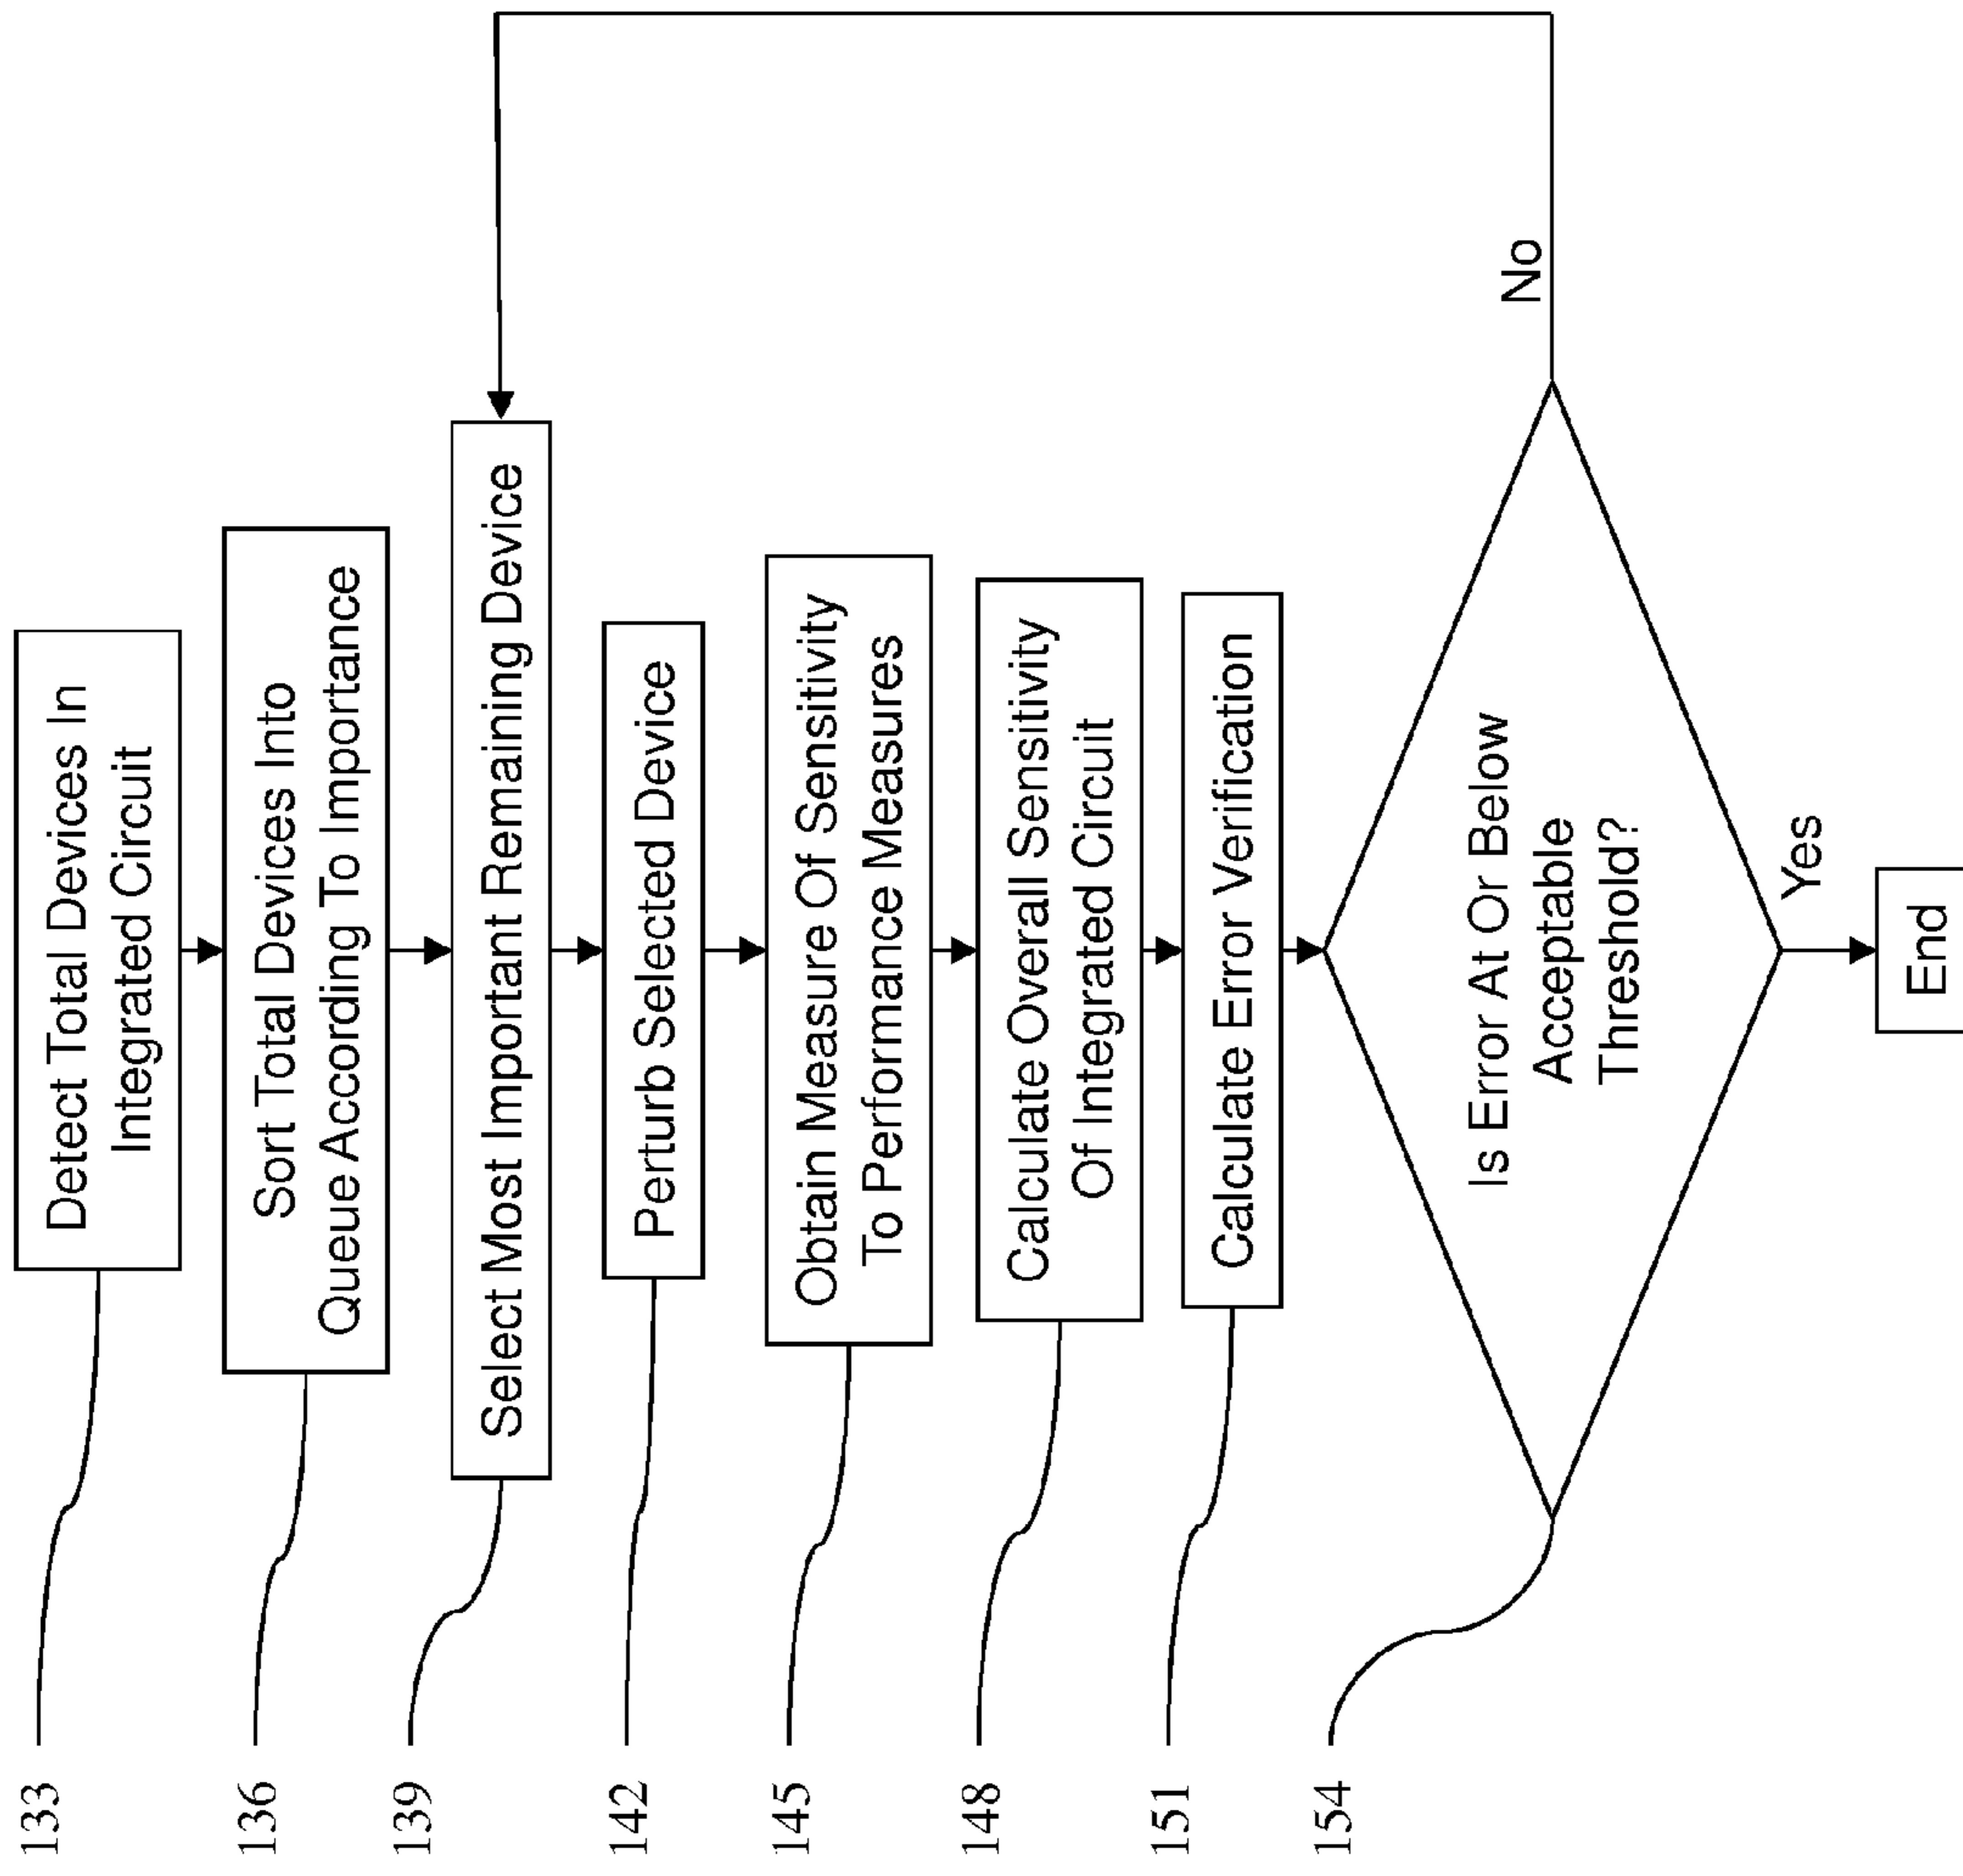 133
Detect Total Devices In
Integrated Circuit
136
Sort Total Devices Into
Queue According To Importance
139
Select Most Important Remaining Device
142
Perturb Selected Device
145
Obtain Measure Of Sensitivity
To Performance Measures
148
Calculate Overall Sensitivity
Of Integrated Circuit
151
Calculate Error Verification
154
Is Error At Or Below
Acceptable
Threshold?
No
Yes
End